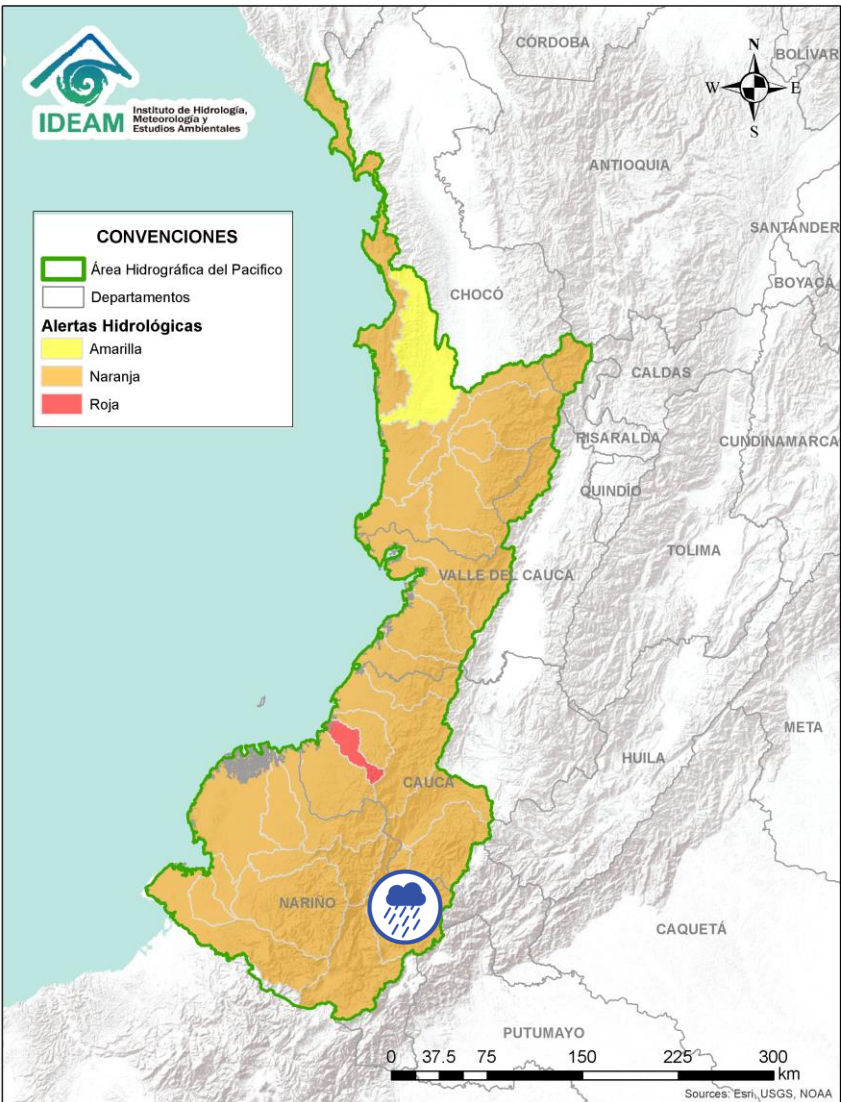 IDEAM
Instituto de Hidrología,
Meteorología y
Estudios Ambientales
N
W
E
S
CÓRDOBA
BOLIVAR
ANTIOQUIA
SANTANDER
BOYACÁ
CHOCÓ
CALDAS
RISARALDA
CUNDINAMARCA
QUINDÍO
TOLIMA
VALLE DEL CAUCA
META
HUILA
CAUCA
NARIÑO
CAQUETÁ
PUTUMAYO
CONVENCIONES
Área Hidrográfica del Pacifico
Departamentos
Alertas Hidrológicas
Amarilla
Naranja
Roja
0 37.5 75 150 225 300
km
Sources: Esri, USGS, NOAA